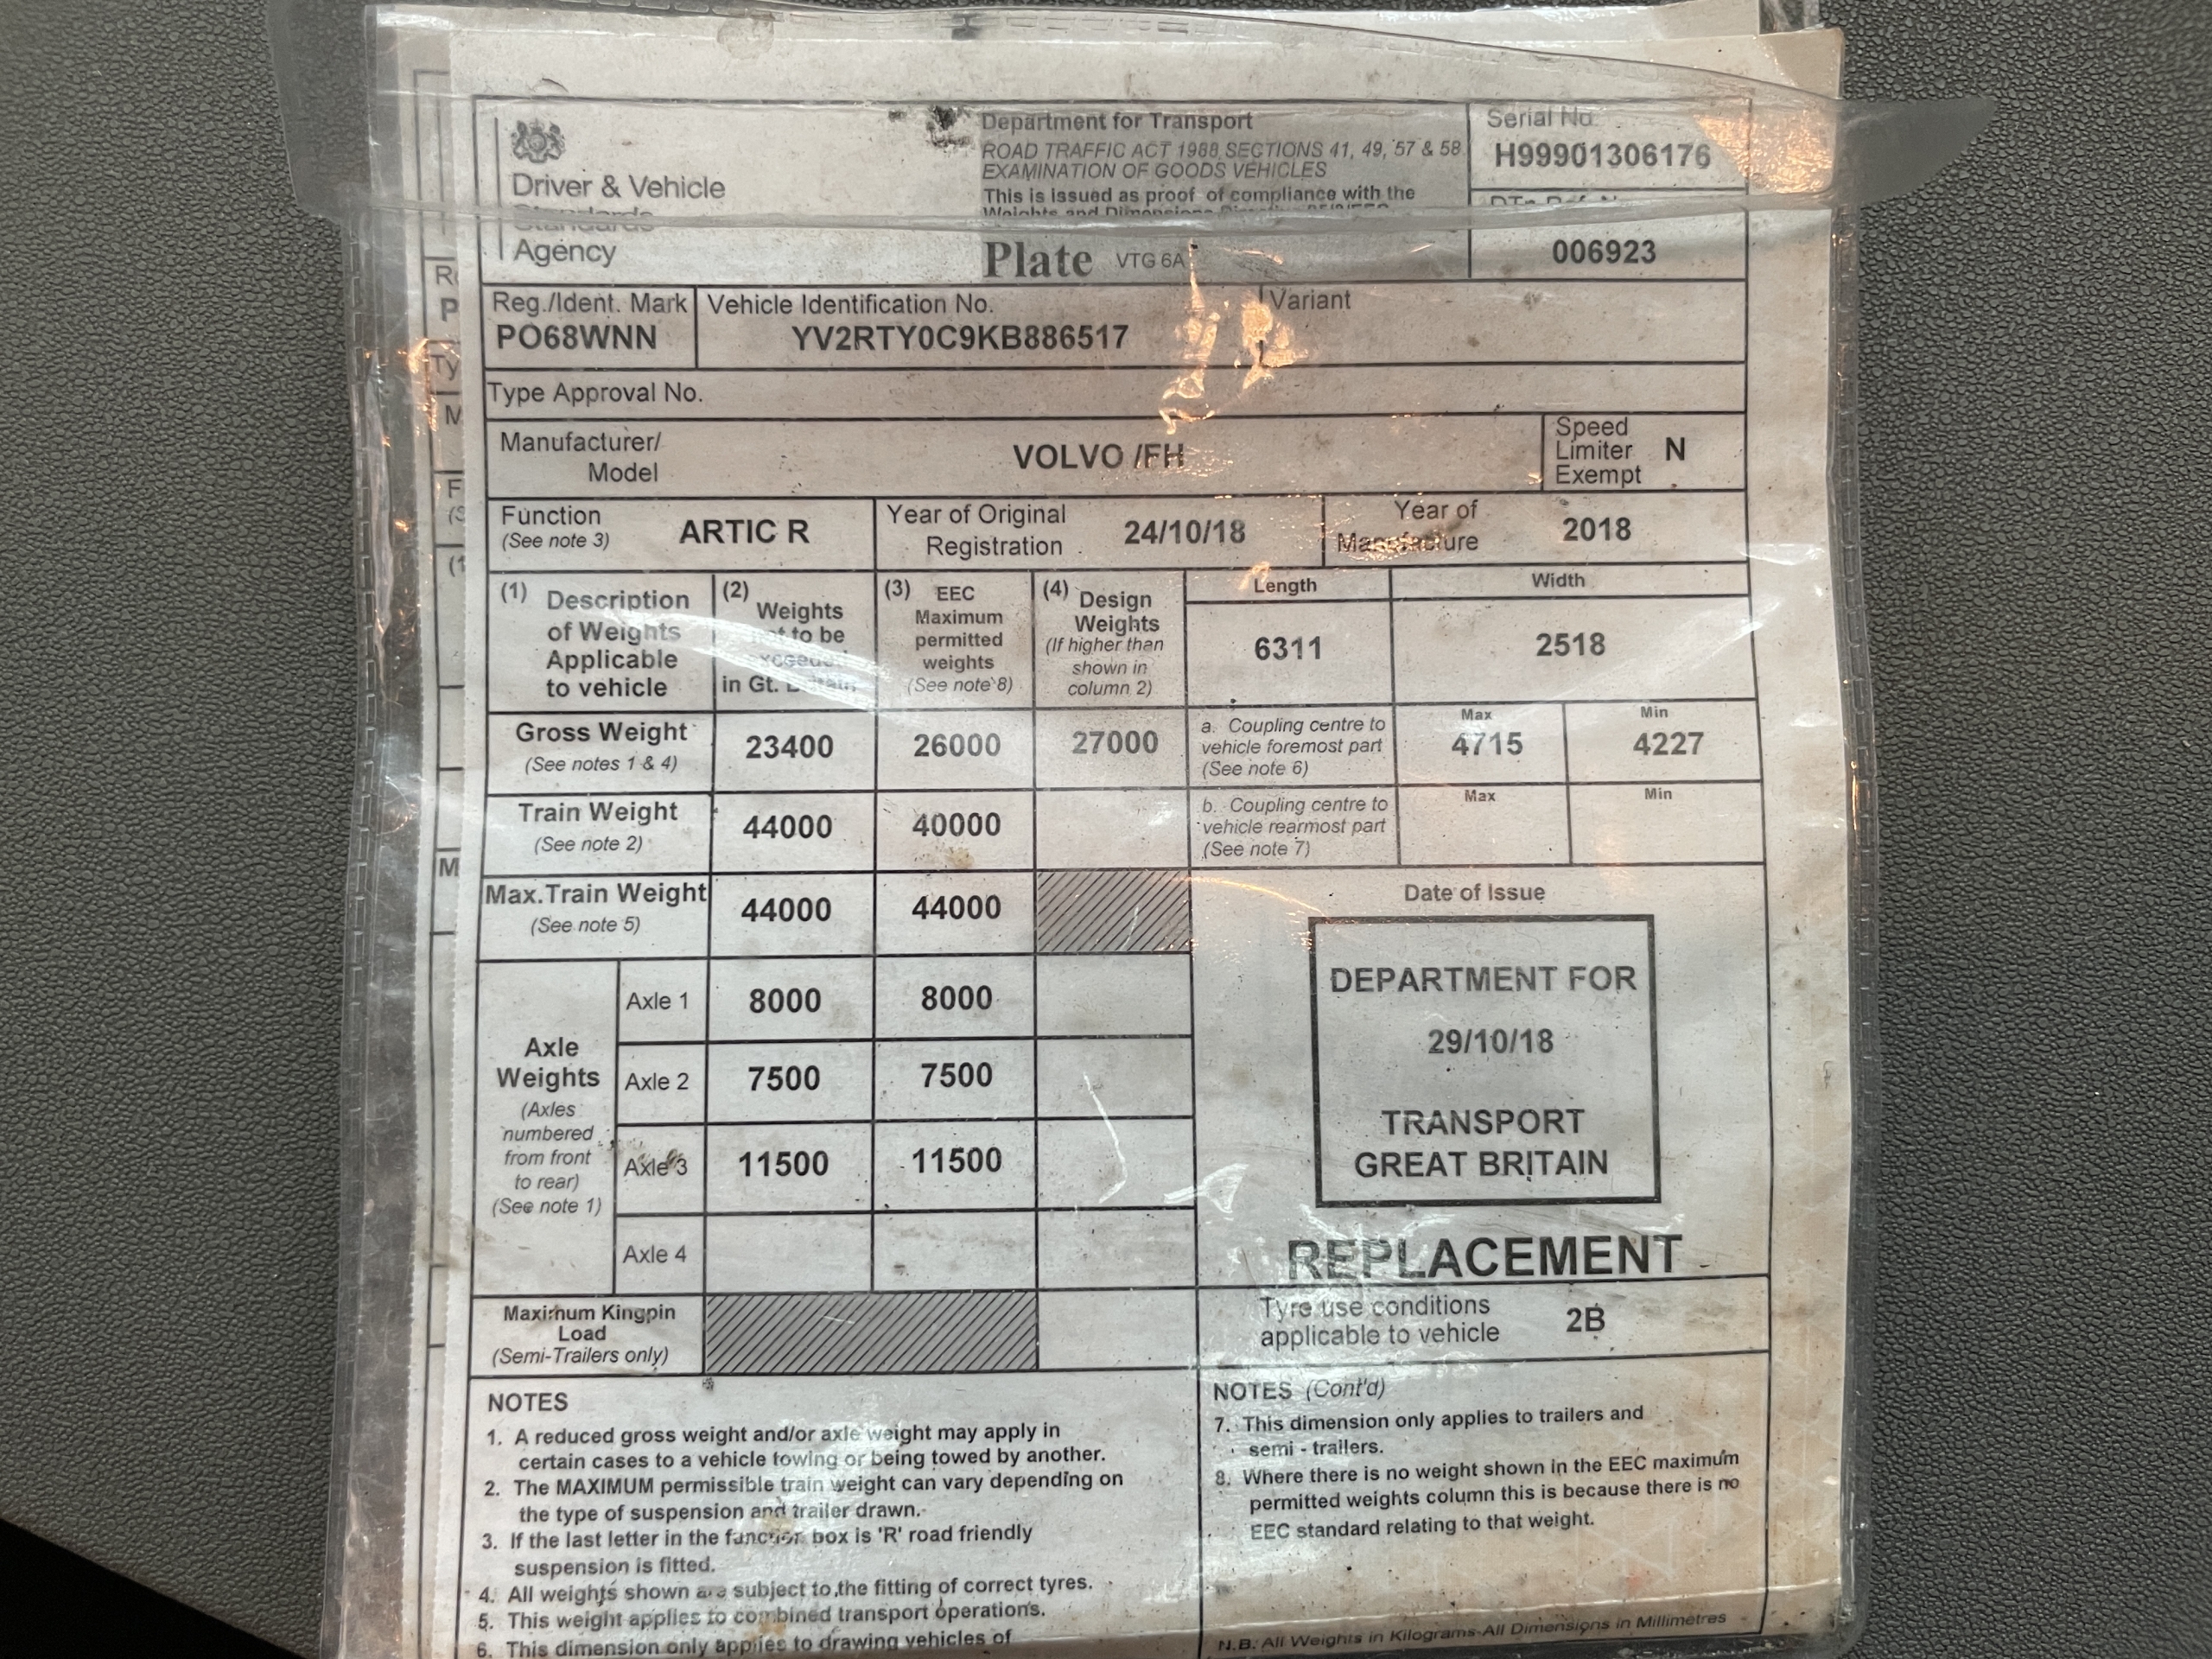 Department for Transport
ROAD TRAFFIC ACT 1988 SECTIONS 41, 49, 57 & 58
EXAMINATION OF GOODS VEHICLES
This is issued as proof of compliance with the
Weights and Dimensions
Serial No.
H99901306176
Driver & Vehicle
Standards
Agency
Plate VTG 6A
006923
Reg./Ident. Mark
PO68WNN
Vehicle Identification No.
YV2RTY0C9KB886517
Variant
Type Approval No.
Manufacturer/
Model
VOLVO /FH
Speed
Limiter
Exempt
N
Function
(See note 3)
ARTIC R
Year of Original
Registration
24/10/18
Year of
Manufacture
2018
(1) Description
of Weights
Applicable
to vehicle
(2) Weights
not to be
exceeded
in Gt. Britain
(3) EEC
Maximum
permitted
weights
(See note 8)
(4) Design
Weights
(If higher than
shown in
column 2)
Length
6311
Width
2518
Gross Weight
(See notes 1 & 4)
23400
26000
27000
a. Coupling centre to
vehicle foremost part
(See note 6)
Max
4715
Min
4227
Train Weight
(See note 2)
44000
40000
b. Coupling centre to
vehicle rearmost part
(See note 7)
Max
Min
Max.Train Weight
(See note 5)
44000
44000
Date of Issue
DEPARTMENT FOR
29/10/18
TRANSPORT
GREAT BRITAIN
Axle
Weights
(Axles
numbered
from front
to rear)
(See note 1)
Axle 1
8000
8000
Axle 2
7500
7500
Axle 3
11500
11500
Axle 4
REPLACEMENT
Maximum Kingpin
Load
(Semi-Trailers only)
Tyre use conditions
applicable to vehicle
2B
NOTES
1. A reduced gross weight and/or axle weight may apply in
certain cases to a vehicle towing or being towed by another.
2. The MAXIMUM permissible train weight can vary depending on
the type of suspension and trailer drawn.
3. If the last letter in the function box is 'R' road friendly
suspension is fitted.
4. All weights shown are subject to the fitting of correct tyres.
5. This weight applies to combined transport operations.
6. This dimension only applies to drawing vehicles of
NOTES (Cont'd)
7. This dimension only applies to trailers and
semi - trailers.
8. Where there is no weight shown in the EEC maximum
permitted weights column this is because there is no
EEC standard relating to that weight.
N.B. All Weights in Kilograms-All Dimensions in Millimetres